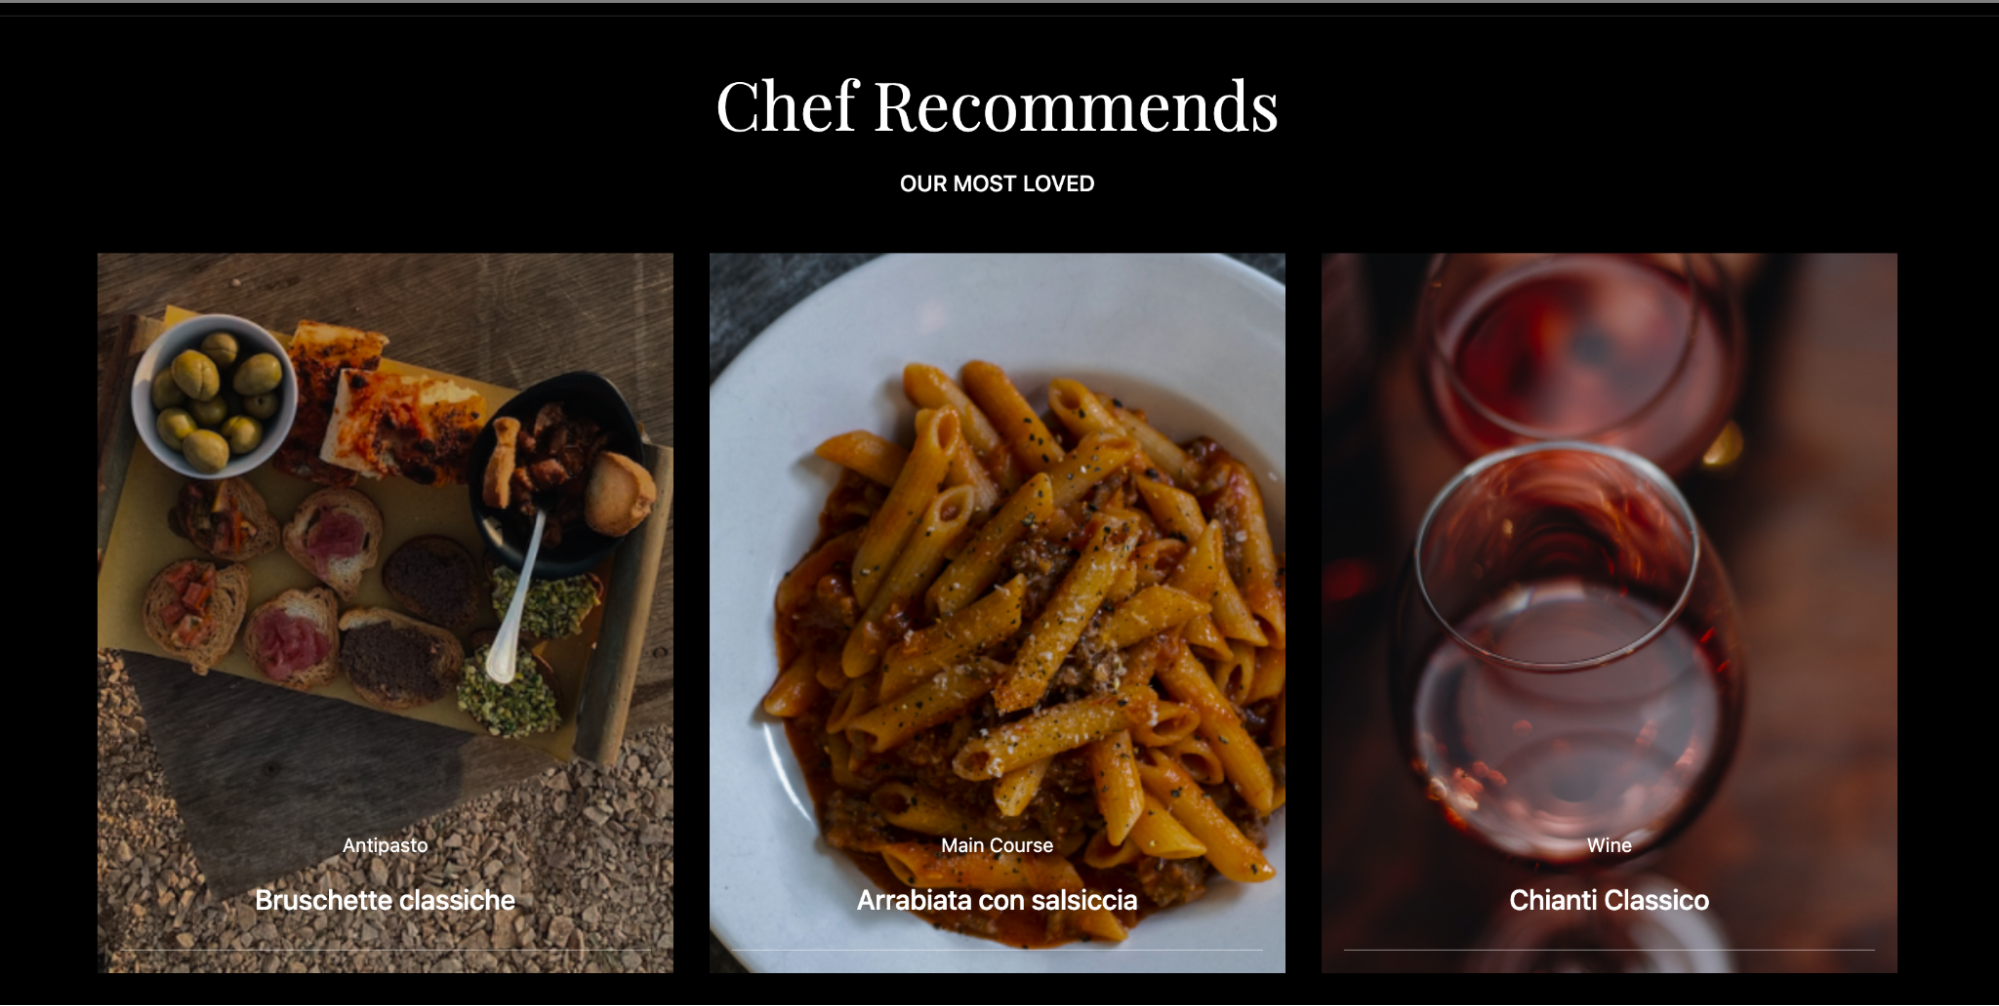 Chef Recommends
OUR MOST LOVED
Antipasto
Bruschette classiche
Main Course
Arrabiata con salsiccia
Wine
Chianti Classico